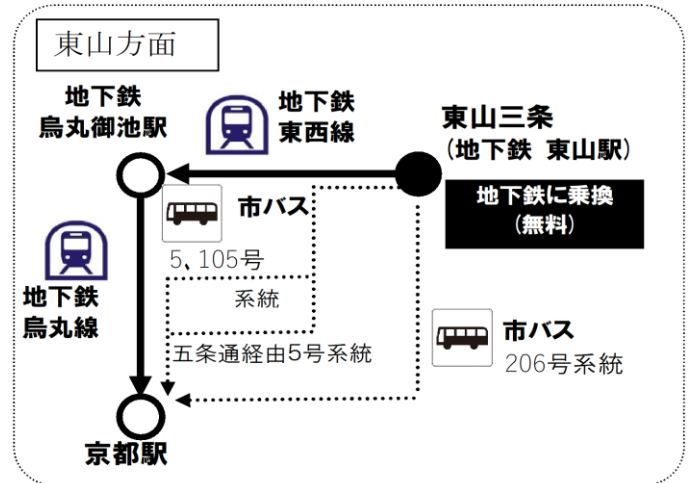 東山方面
地下鉄
烏丸御池駅
地下鉄
東西線
東山三条
(地下鉄 東山駅)
地下鉄に乗換
(無料)
市バス
5、105号
系統
地下鉄
烏丸線
五条通経由5号系統
市バス
206号系統
京都駅